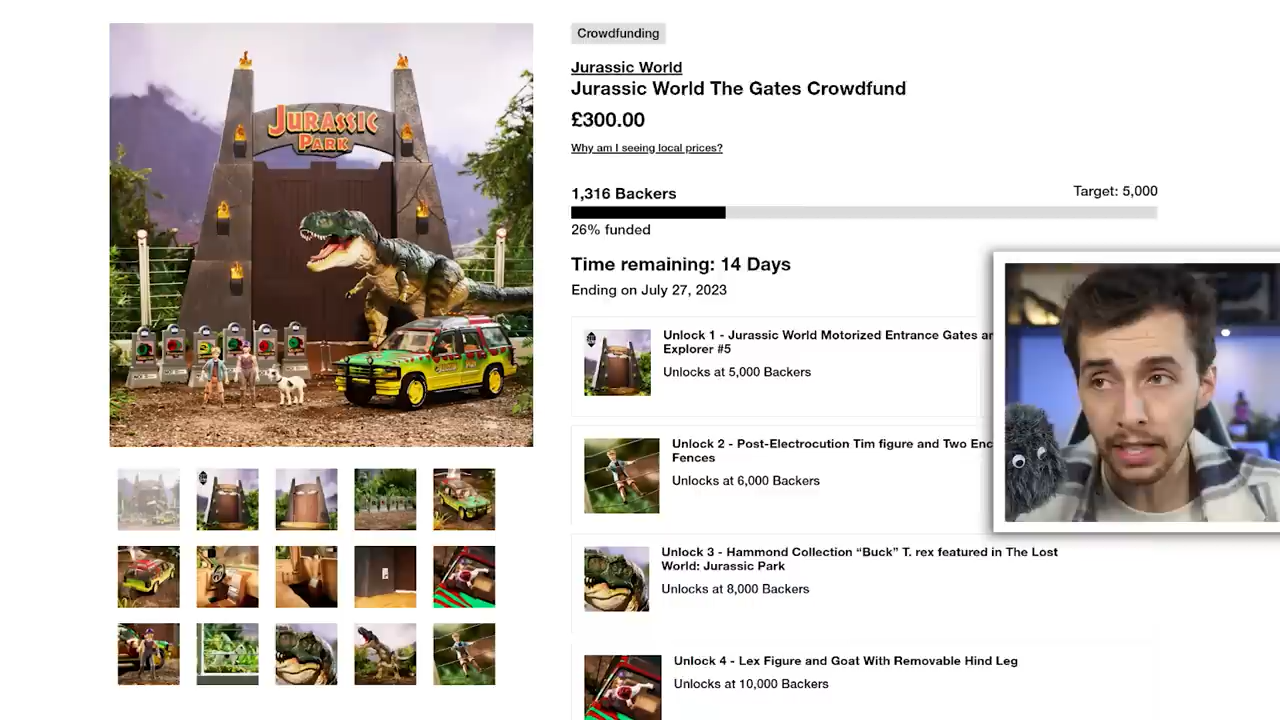 JURASSIC
PARK
Crowdfunding
Jurassic World
Jurassic World The Gates Crowdfund
£300.00
Why am I seeing local prices?
1,316 Backers
Target: 5,000
26% funded
Time remaining: 14 Days
Ending on July 27, 2023
Unlock 1 - Jurassic World Motorized Entrance Gates
Explorer #5
Unlocks at 5,000 Backers
Unlock 2 - Post-Electrocution Tim figure and Two
Fences
Unlocks at 6,000 Backers
Unlock 3 - Hammond Collection “Buck” T. rex featured in The Lost
World: Jurassic Park
Unlocks at 8,000 Backers
Unlock 4 - Lex Figure and Goat With Removable Hind Leg
Unlocks at 10,000 Backers